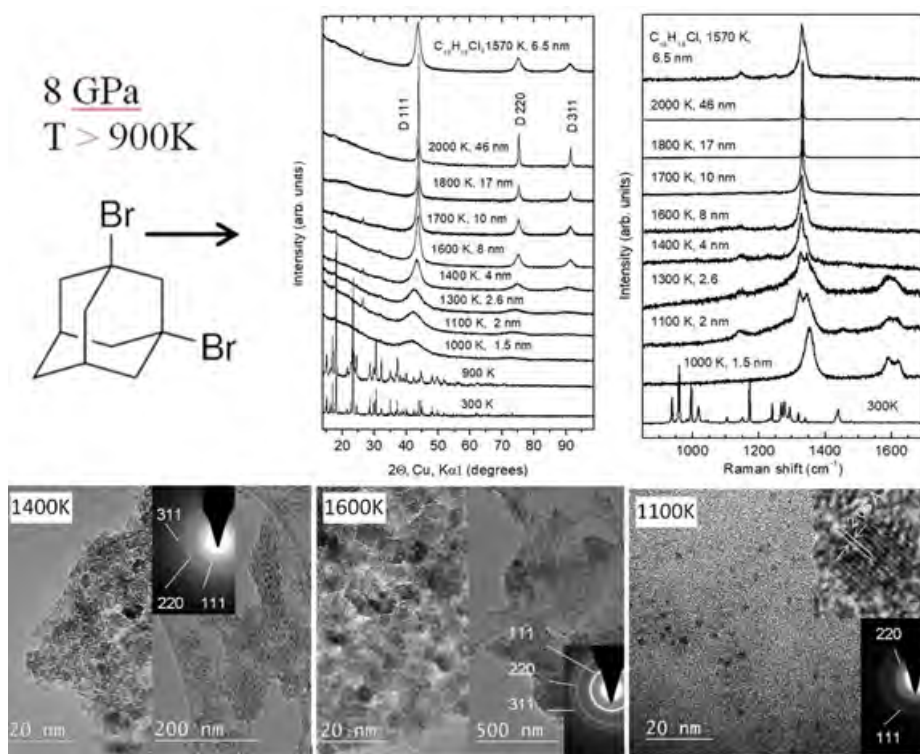 8 GPa
T > 900K
Br
Br
Intensity (arb. units)
C₁₀H₁₅Cl, 1570 K, 6.5 nm
D 111
D 220
D 311
2000 K, 46 nm
1800 K, 17 nm
1700 K, 10 nm
1600 K, 8 nm
1400 K, 4 nm
1300 K, 2.6 nm
1100 K, 2 nm
1000 K, 1.5 nm
900 K
300 K
20 30 40 50 60 70 80 90
2Θ, Cu, Kα1 (degrees)
Intensity (arb. units)
1570 K,
6.5 nm
2000 K, 46 nm
1800 K, 17 nm
1700 K, 10 nm
1600 K, 8 nm
1400 K, 4 nm
1300 K, 2.6
1100 K, 2 nm
1000 K, 1.5 nm
300K
1000 1200 1400 1600
Raman shift (cm⁻¹)
1400K
311
220
111
20 nm
200 nm
1600K
111
220
311
20 nm
500 nm
1100K
220
111
20 nm